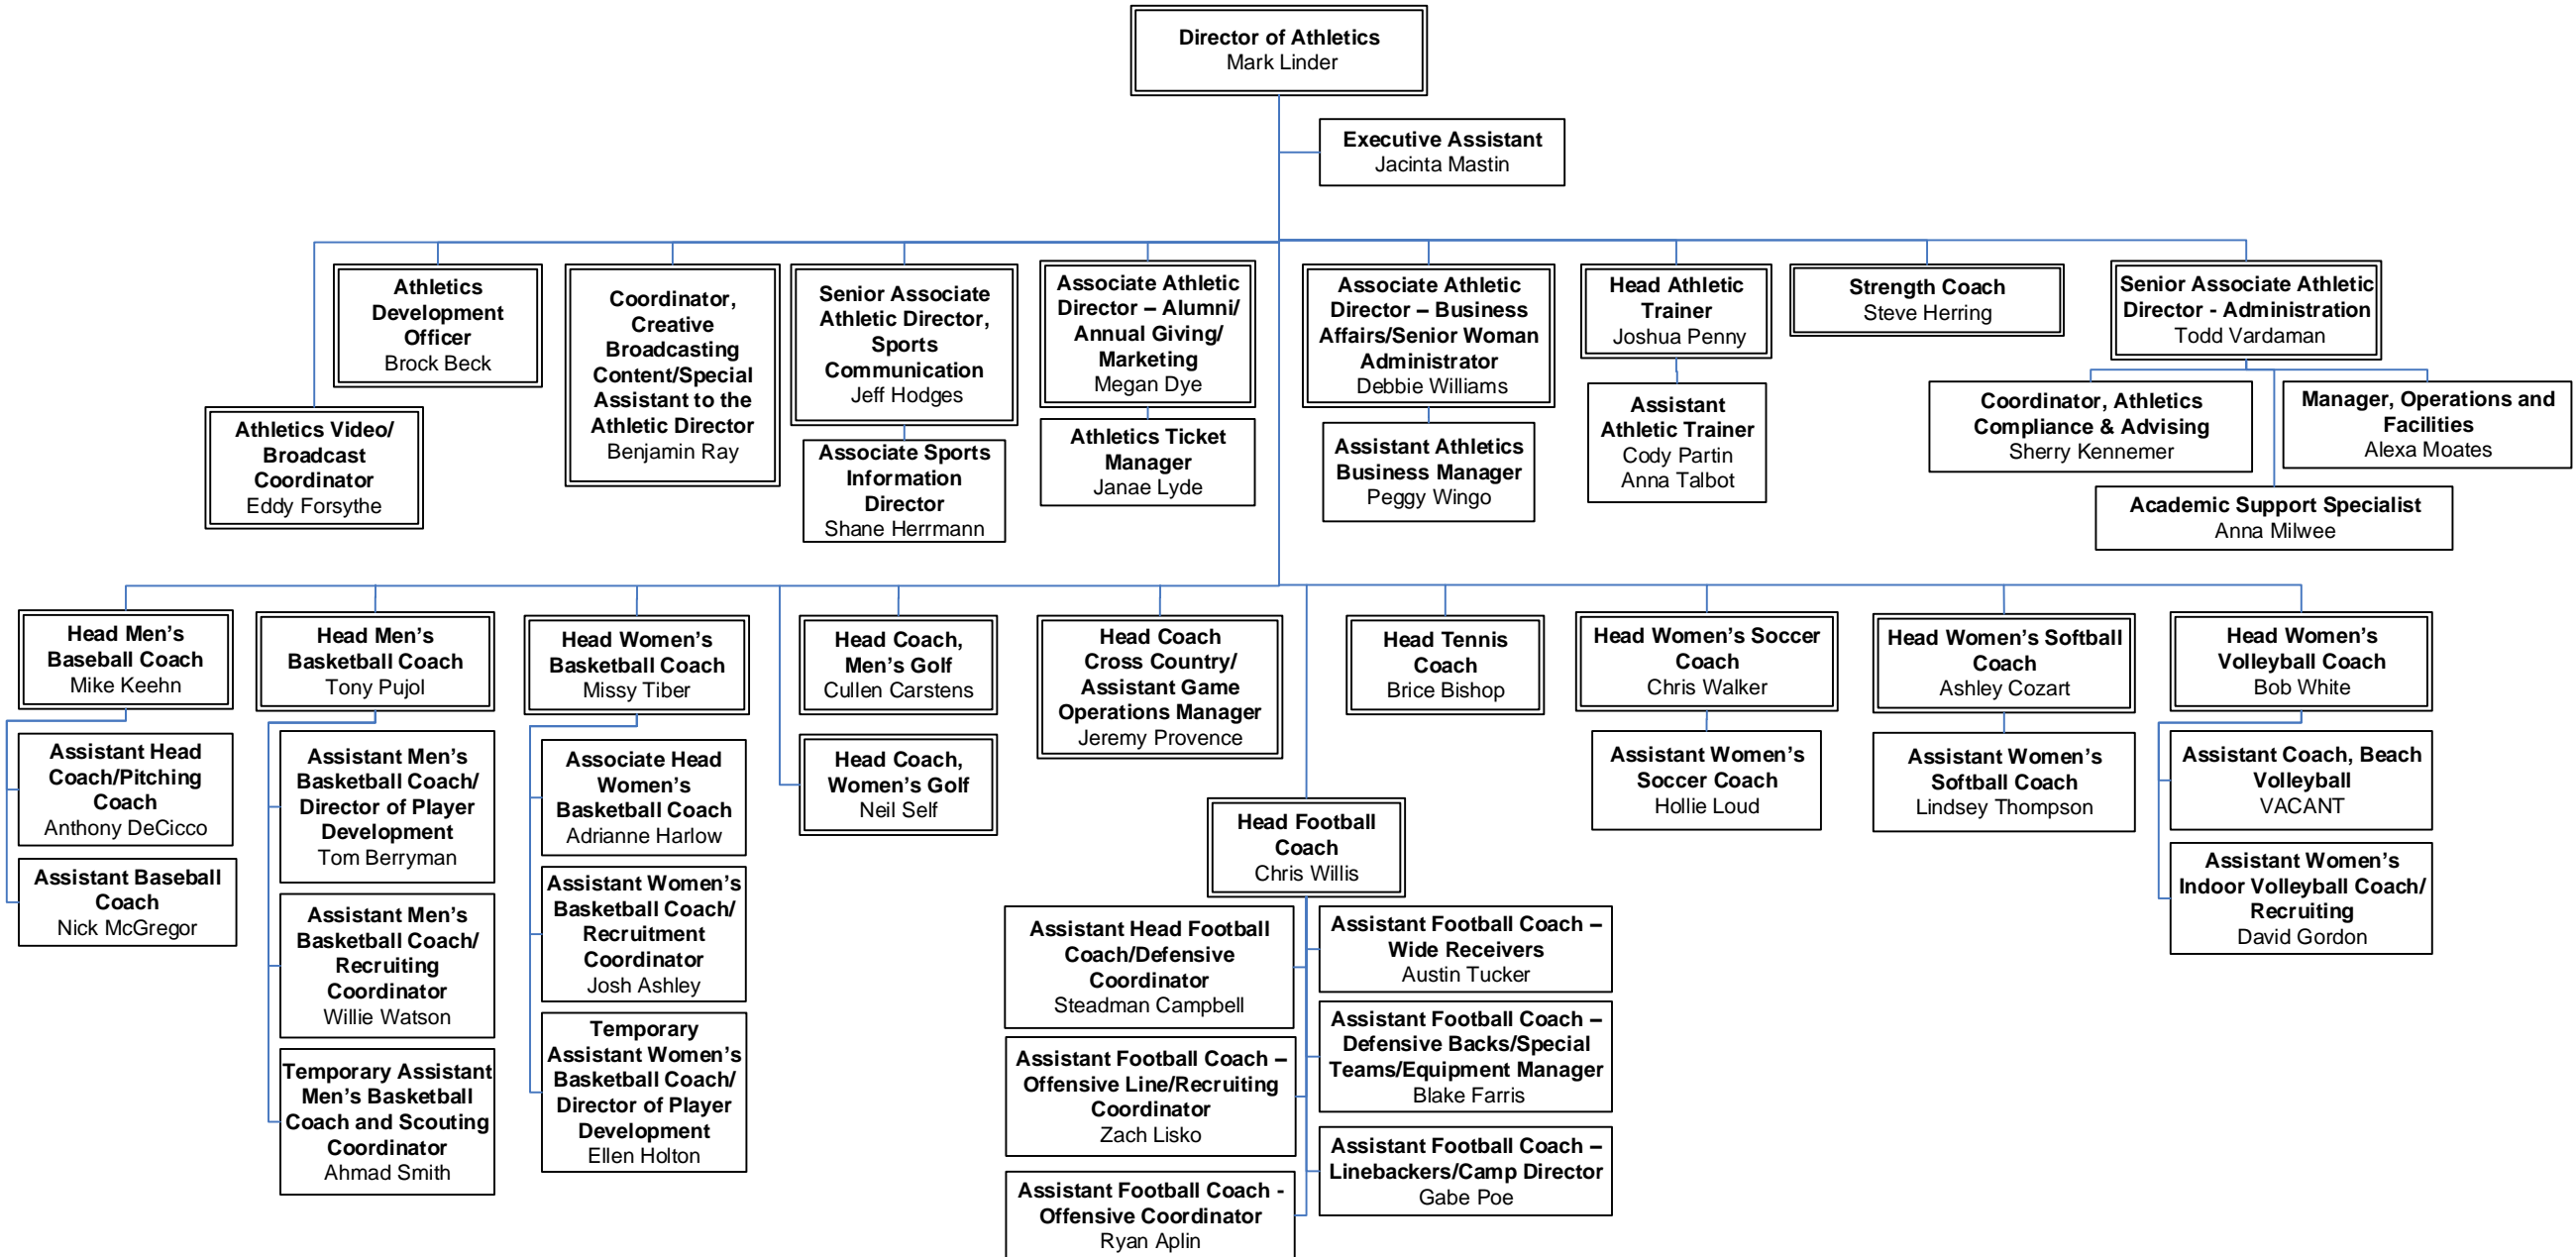 Director of Athletics
Mark Linder
Executive Assistant
Jacinta Mastin
Athletics
Development
Officer
Brock Beck
Athletics Video/
Broadcast
Coordinator
Eddy Forsythe
Coordinator,
Creative
Broadcasting
Content/Special
Assistant to the
Athletic Director
Benjamin Ray
Senior Associate
Athletic Director,
Sports
Communication
Jeff Hodges
Associate Sports
Information
Director
Shane Herrmann
Associate Athletic
Director – Alumni/
Annual Giving/
Marketing
Megan Dye
Athletics Ticket
Manager
Janae Lyde
Associate Athletic
Director – Business
Affairs/Senior Woman
Administrator
Debbie Williams
Assistant Athletics
Business Manager
Peggy Wingo
Head Athletic
Trainer
Joshua Penny
Assistant
Athletic Trainer
Cody Partin
Anna Talbot
Strength Coach
Steve Herring
Senior Associate Athletic
Director - Administration
Todd Vardaman
Coordinator, Athletics
Compliance & Advising
Sherry Kennemer
Manager, Operations and
Facilities
Alexa Moates
Academic Support Specialist
Anna Milwee
Head Men’s
Baseball Coach
Mike Keehn
Assistant Head
Coach/Pitching
Coach
Anthony DeCicco
Assistant Baseball
Coach
Nick McGregor
Head Men’s
Basketball Coach
Tony Pujol
Assistant Men’s
Basketball Coach/
Director of Player
Development
Tom Berryman
Assistant Men’s
Basketball Coach/
Recruiting
Coordinator
Willie Watson
Temporary Assistant
Men’s Basketball
Coach and Scouting
Coordinator
Ahmad Smith
Head Women’s
Basketball Coach
Missy Tiber
Associate Head
Women’s
Basketball Coach
Adrianne Harlow
Assistant Women’s
Basketball Coach/
Recruitment
Coordinator
Josh Ashley
Temporary
Assistant Women’s
Basketball Coach/
Director of Player
Development
Ellen Holton
Head Coach,
Men’s Golf
Cullen Carstens
Head Coach,
Women’s Golf
Neil Self
Head Coach
Cross Country/
Assistant Game
Operations Manager
Jeremy Provence
Head Football
Coach
Chris Willis
Assistant Head Football
Coach/Defensive
Coordinator
Steadman Campbell
Assistant Football Coach –
Offensive Line/Recruiting
Coordinator
Zach Lisko
Assistant Football Coach -
Offensive Coordinator
Ryan Aplin
Assistant Football Coach –
Wide Receivers
Austin Tucker
Assistant Football Coach –
Defensive Backs/Special
Teams/Equipment Manager
Blake Farris
Assistant Football Coach –
Linebackers/Camp Director
Gabe Poe
Head Tennis
Coach
Brice Bishop
Head Women’s Soccer
Coach
Chris Walker
Assistant Women’s
Soccer Coach
Hollie Loud
Head Women’s Softball
Coach
Ashley Cozart
Assistant Women’s
Softball Coach
Lindsey Thompson
Head Women’s
Volleyball Coach
Bob White
Assistant Coach, Beach
Volleyball
VACANT
Assistant Women’s
Indoor Volleyball Coach/
Recruiting
David Gordon